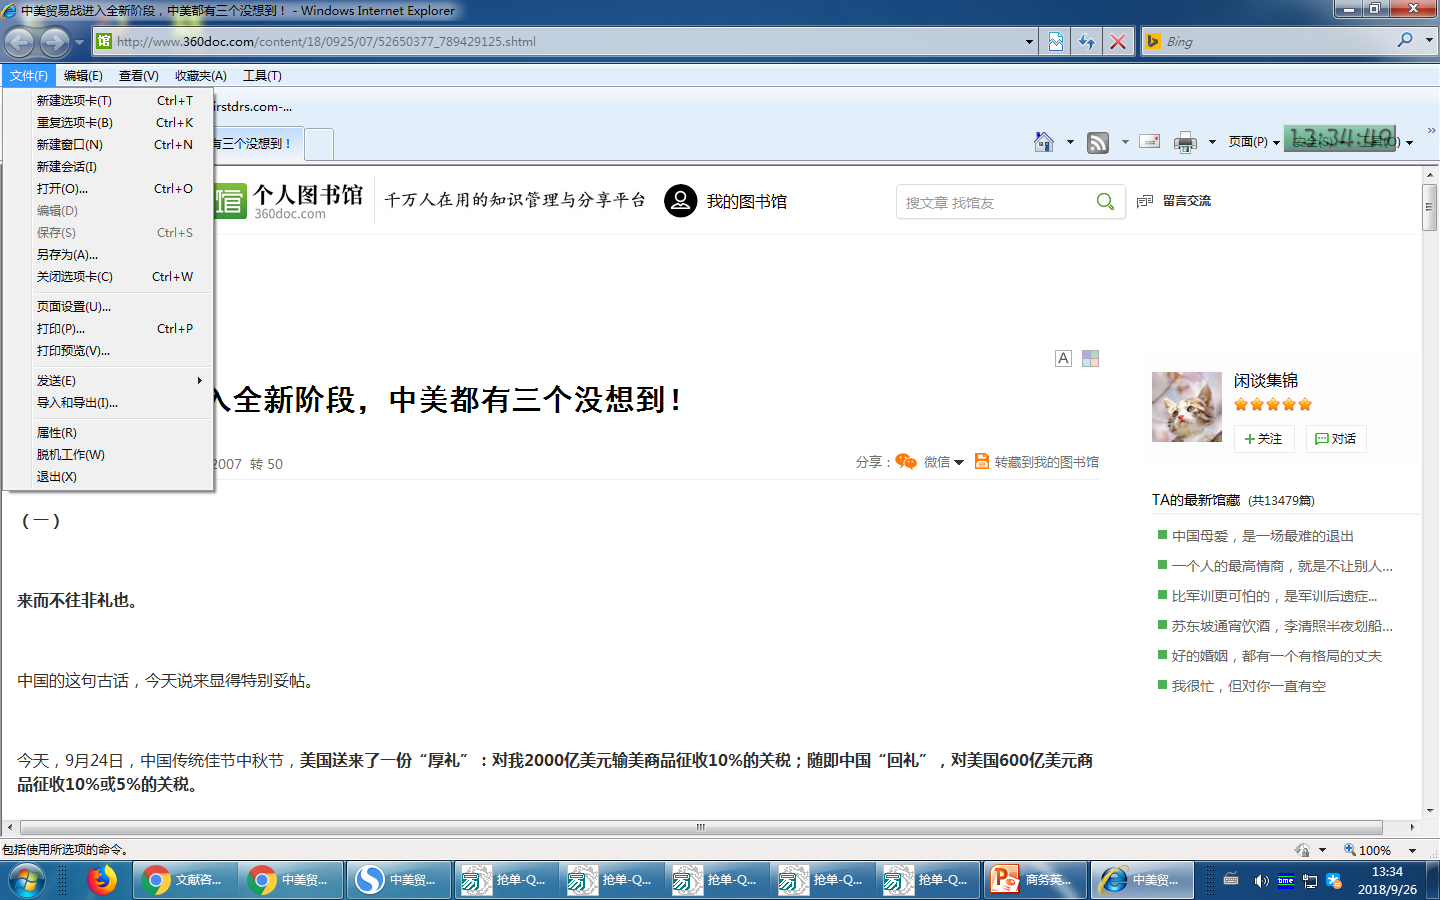 中美贸易战进入全新阶段，中美都有三个没想到！ - Windows Internet Explorer
http://www.360doc.com/content/18/0925/07/52650377_789429125.shtml
Bing
文件(F) 编辑(E) 查看(V) 收藏夹(A) 工具(T)
新建选项卡(T) Ctrl+T
重复选项卡(B) Ctrl+K
新建窗口(N) Ctrl+N
新建会话(I)
打开(O)... Ctrl+O
编辑(D)
保存(S) Ctrl+S
另存为(A)...
关闭选项卡(C) Ctrl+W
页面设置(U)...
打印(P)... Ctrl+P
打印预览(V)...
发送(E)
导入和导出(I)...
属性(R)
脱机工作(W)
退出(X)
irstdrs.com-...
有三个没想到！
页面(P) 安全(S) 工具(O)
13:34:49
馆 个人图书馆
360doc.com
千万人在用的知识管理与分享平台
我的图书馆
搜文章 找馆友
留言交流
A
入全新阶段，中美都有三个没想到！
2007 转 50
分享： 微信 转藏到我的图书馆
（一）
来而不往非礼也。
中国的这句古话，今天说来显得特别妥帖。
今天，9月24日，中国传统佳节中秋节，美国送来了一份“厚礼”：对我2000亿美元输美商品征收10%的关税；随即中国“回礼”，对美国600亿美元商
品征收10%或5%的关税。
闲谈集锦
+关注 对话
TA的最新馆藏 (共13479篇)
中国母爱，是一场最难的退出
一个人的最高情商，就是不让别人...
比军训更可怕的，是军训后遗症...
苏东坡通宵饮酒，李清照半夜划船...
好的婚姻，都有一个有格局的丈夫
我很忙，但对你一直有空
包括使用所选项的命令。
100%
文献咨...
中美贸...
中美贸...
抢单-Q...
抢单-Q...
抢单-Q...
抢单-Q...
抢单-Q...
商务英...
中美贸...
time
13:34
2018/9/26